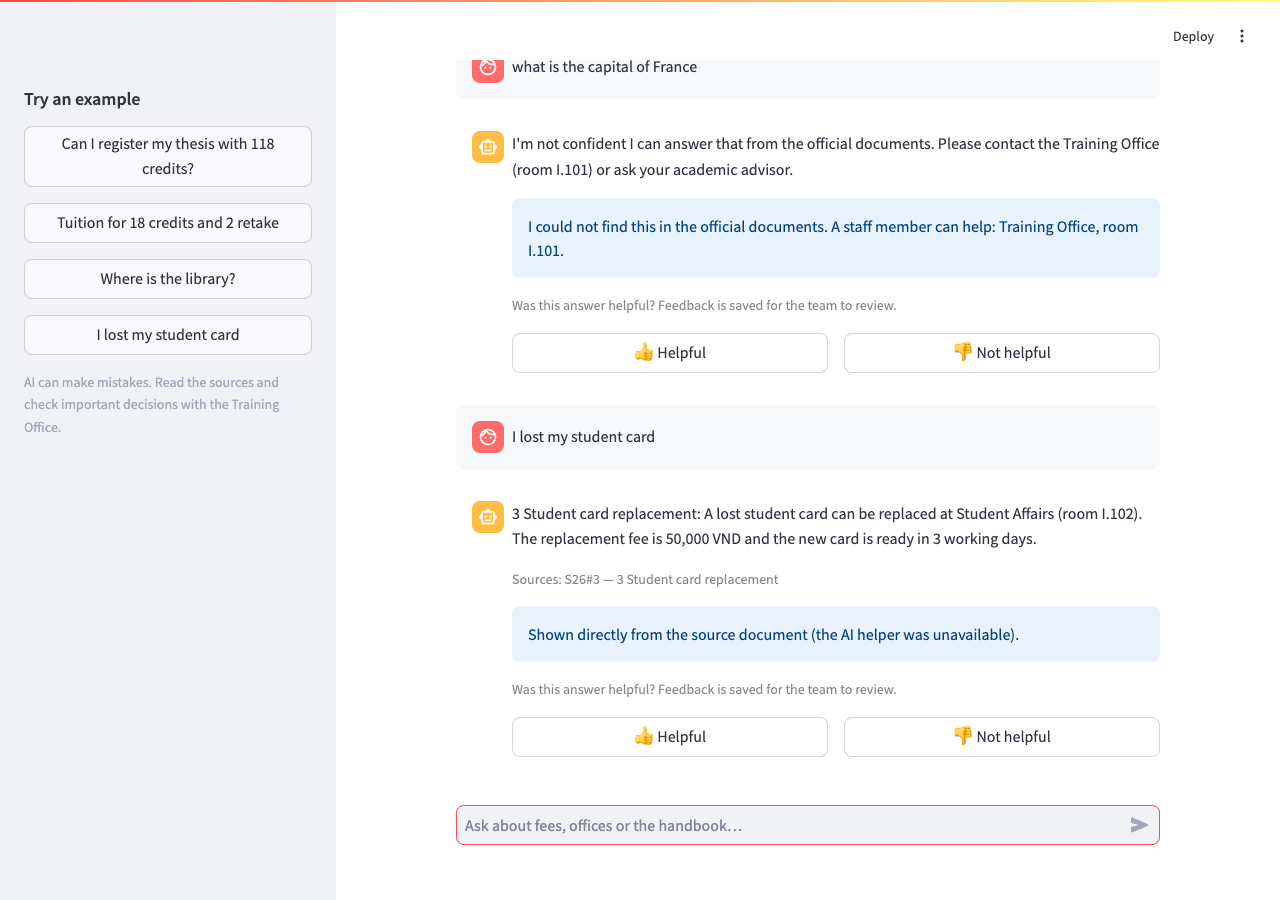 Deploy
Try an example
Can I register my thesis with 118
credits?
Tuition for 18 credits and 2 retake
Where is the library?
I lost my student card
AI can make mistakes. Read the sources and
check important decisions with the Training
Office.
what is the capital of France
I'm not confident I can answer that from the official documents. Please contact the Training Office
(room I.101) or ask your academic advisor.
I could not find this in the official documents. A staff member can help: Training Office, room
I.101.
Was this answer helpful? Feedback is saved for the team to review.
👍 Helpful
👎 Not helpful
I lost my student card
3 Student card replacement: A lost student card can be replaced at Student Affairs (room I.102).
The replacement fee is 50,000 VND and the new card is ready in 3 working days.
Sources: S26#3 — 3 Student card replacement
Shown directly from the source document (the AI helper was unavailable).
Was this answer helpful? Feedback is saved for the team to review.
👍 Helpful
👎 Not helpful
Ask about fees, offices or the handbook…